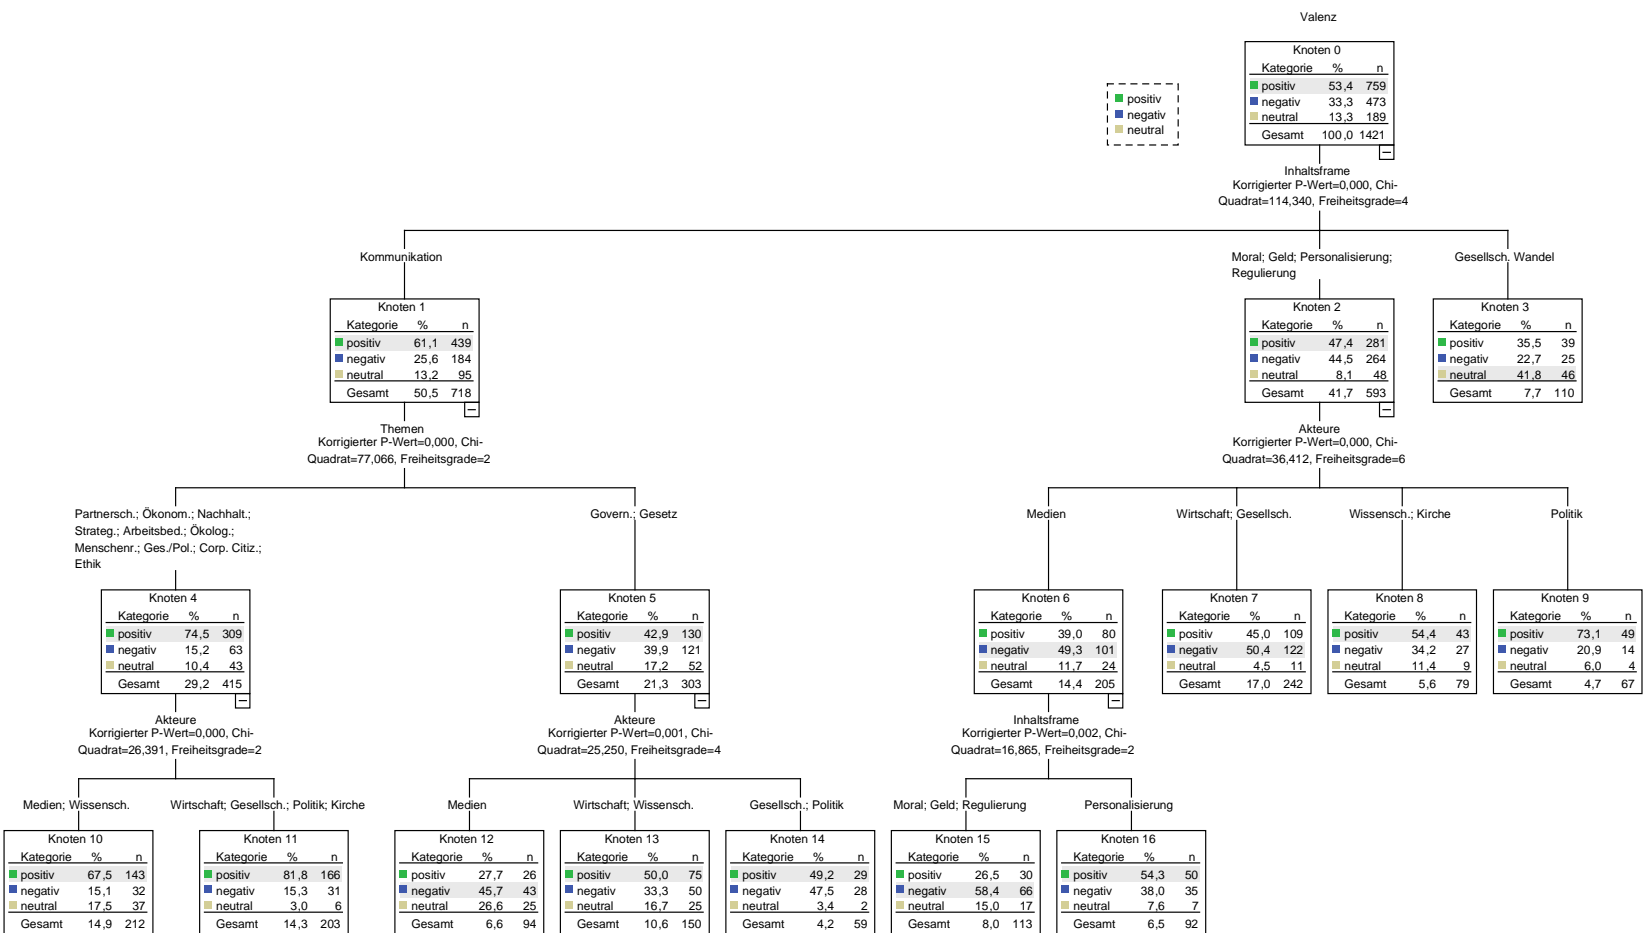 Valenz
Knoten 0
Kategorie % n
positiv 53,4 759
negativ 33,3 473
neutral 13,3 189
Gesamt 100,0 1421
positiv
negativ
neutral
Inhaltsframe
Korrigierter P-Wert=0,000, Chi-
Quadrat=114,340, Freiheitsgrade=4
Kommunikation
Moral; Geld; Personalisierung;
Regulierung
Gesellsch. Wandel
Knoten 1
Kategorie % n
positiv 61,1 439
negativ 25,6 184
neutral 13,2 95
Gesamt 50,5 718
Knoten 2
Kategorie % n
positiv 47,4 281
negativ 44,5 264
neutral 8,1 48
Gesamt 41,7 593
Knoten 3
Kategorie % n
positiv 35,5 39
negativ 22,7 25
neutral 41,8 46
Gesamt 7,7 110
Themen
Korrigierter P-Wert=0,000, Chi-
Quadrat=77,066, Freiheitsgrade=2
Akteure
Korrigierter P-Wert=0,000, Chi-
Quadrat=36,412, Freiheitsgrade=6
Partnersch.; Ökonom.; Nachhalt.;
Strateg.; Arbeitsbed.; Ökolog.;
Menschenr.; Ges./Pol.; Corp. Citiz.;
Ethik
Govern.; Gesetz
Medien
Wirtschaft; Gesellsch.
Wissensch.; Kirche
Politik
Knoten 4
Kategorie % n
positiv 74,5 309
negativ 15,2 63
neutral 10,4 43
Gesamt 29,2 415
Knoten 5
Kategorie % n
positiv 42,9 130
negativ 39,9 121
neutral 17,2 52
Gesamt 21,3 303
Knoten 6
Kategorie % n
positiv 39,0 80
negativ 49,3 101
neutral 11,7 24
Gesamt 14,4 205
Knoten 7
Kategorie % n
positiv 45,0 109
negativ 50,4 122
neutral 4,5 11
Gesamt 17,0 242
Knoten 8
Kategorie % n
positiv 54,4 43
negativ 34,2 27
neutral 11,4 9
Gesamt 5,6 79
Knoten 9
Kategorie % n
positiv 73,1 49
negativ 20,9 14
neutral 6,0 4
Gesamt 4,7 67
Akteure
Korrigierter P-Wert=0,000, Chi-
Quadrat=26,391, Freiheitsgrade=2
Akteure
Korrigierter P-Wert=0,001, Chi-
Quadrat=25,250, Freiheitsgrade=4
Inhaltsframe
Korrigierter P-Wert=0,002, Chi-
Quadrat=16,865, Freiheitsgrade=2
Medien; Wissensch.
Wirtschaft; Gesellsch.; Politik; Kirche
Medien
Wirtschaft; Wissensch.
Gesellsch.; Politik
Moral; Geld; Regulierung
Personalisierung
Knoten 10
Kategorie % n
positiv 67,5 143
negativ 15,1 32
neutral 17,5 37
Gesamt 14,9 212
Knoten 11
Kategorie % n
positiv 81,8 166
negativ 15,3 31
neutral 3,0 6
Gesamt 14,3 203
Knoten 12
Kategorie % n
positiv 27,7 26
negativ 45,7 43
neutral 26,6 25
Gesamt 6,6 94
Knoten 13
Kategorie % n
positiv 50,0 75
negativ 33,3 50
neutral 16,7 25
Gesamt 10,6 150
Knoten 14
Kategorie % n
positiv 49,2 29
negativ 47,5 28
neutral 3,4 2
Gesamt 4,2 59
Knoten 15
Kategorie % n
positiv 26,5 30
negativ 58,4 66
neutral 15,0 17
Gesamt 8,0 113
Knoten 16
Kategorie % n
positiv 54,3 50
negativ 38,0 35
neutral 7,6 7
Gesamt 6,5 92